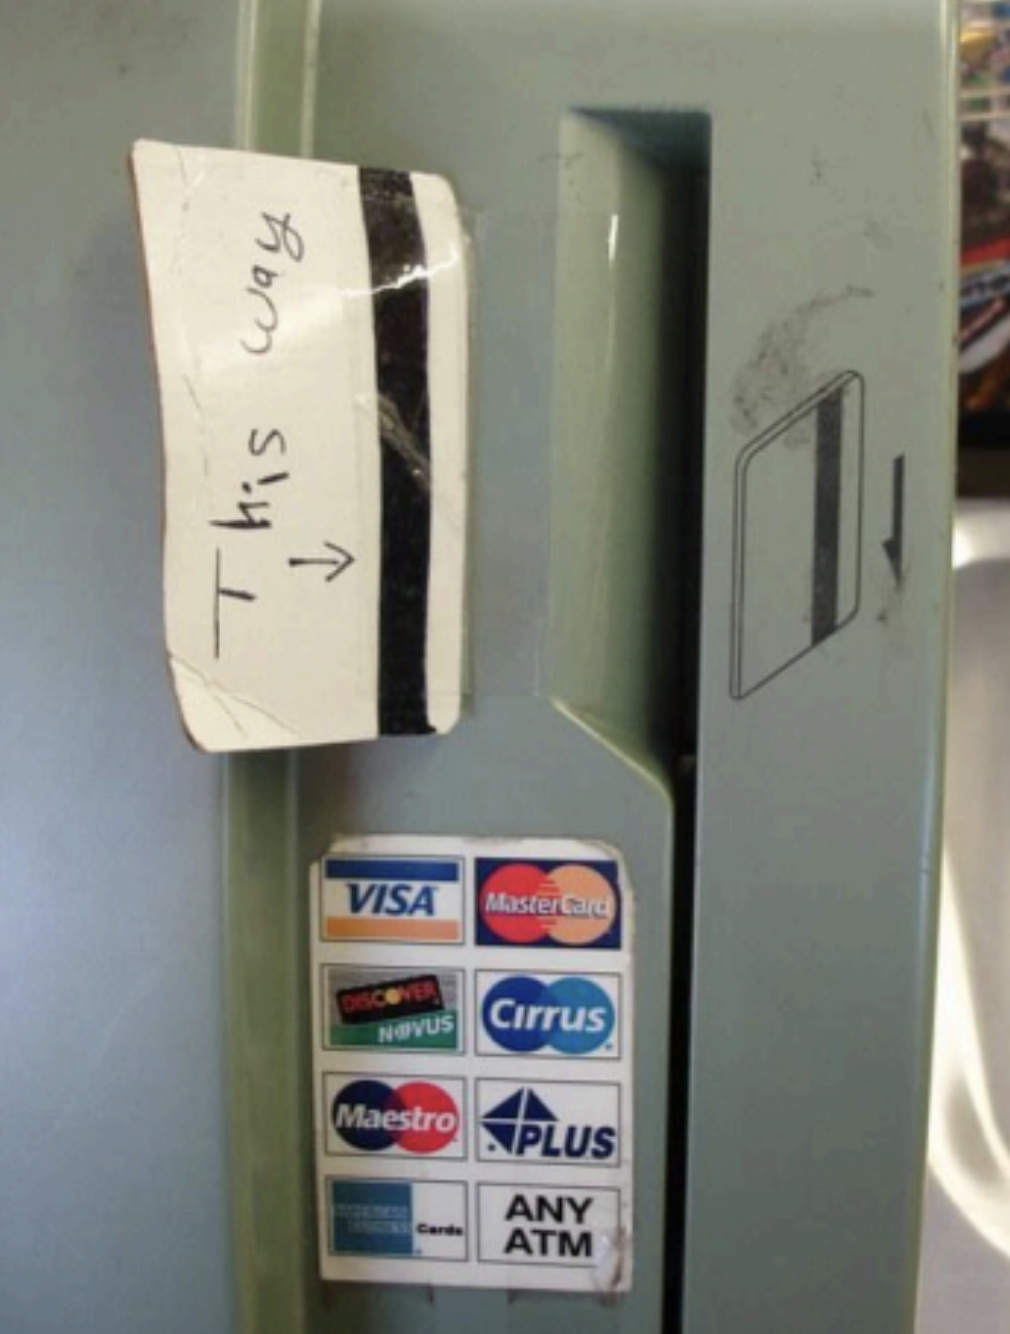 This way
↓
VISA
MasterCard
DISCOVER
NOVUS
Cirrus
Maestro
PLUS
Cards
ANY
ATM